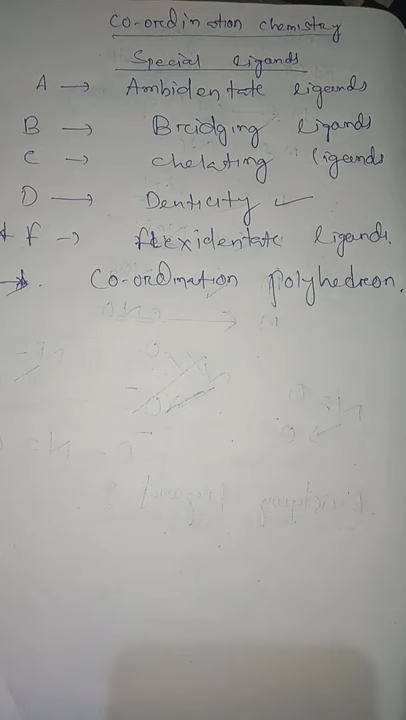 Co-ordination chemistry
Special ligands
A → Ambidentate ligands
B → Bridging ligands
C → chelating ligands
D → Denticity ✓
F → flexidentate ligands.
→ Co-ordination polyhedron.